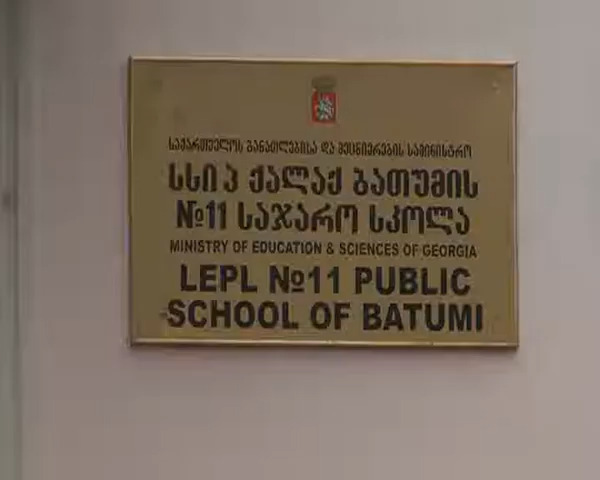 საქართველოს განათლებისა და მეცნიერების სამინისტრო
სსიპ ქალაქ ბათუმის
№11 საჯარო სკოლა
MINISTRY OF EDUCATION & SCIENCES OF GEORGIA
LEPL №11 PUBLIC
SCHOOL OF BATUMI